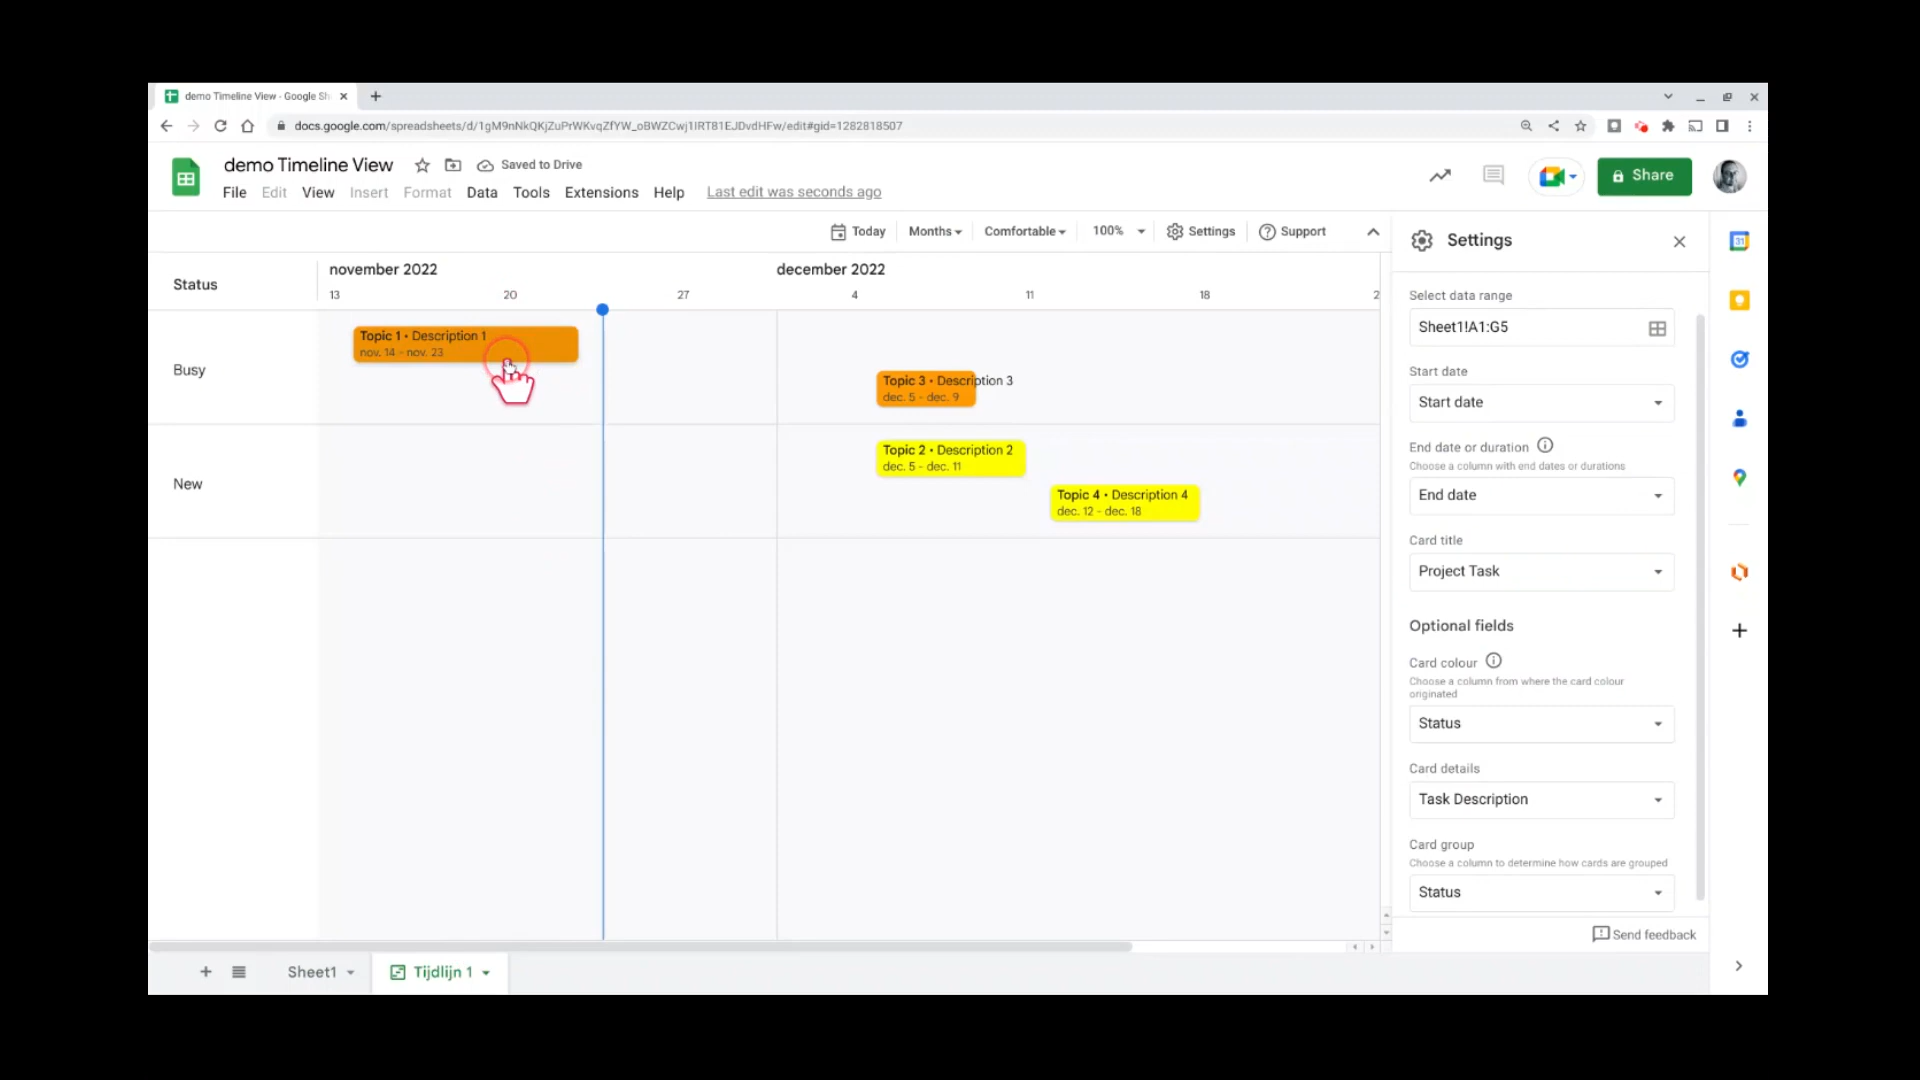 demo Timeline View - Google Sh
docs.google.com/spreadsheets/d/1gM9nNkQKjZuPrWKvqZfYW_oBWZCwj1IRT81EJDvdHFw/edit#gid=1282818507
demo Timeline View
Saved to Drive
File Edit View Insert Format Data Tools Extensions Help Last edit was seconds ago
Share
Today Months Comfortable 100% Settings Support
Settings
31
Status
november 2022 december 2022
13 20 27 4 11 18 2
Busy
Topic 1 • Description 1
nov. 14 - nov. 23
Topic 3 • Description 3
dec. 5 - dec. 9
New
Topic 2 • Description 2
dec. 5 - dec. 11
Topic 4 • Description 4
dec. 12 - dec. 18
Select data range
Sheet1!A1:G5
Start date
Start date
End date or duration
Choose a column with end dates or durations
End date
Card title
Project Task
Optional fields
Card colour
Choose a column from where the card colour
originated
Status
Card details
Task Description
Card group
Choose a column to determine how cards are grouped
Status
Send feedback
Sheet1 Tijdlijn 1